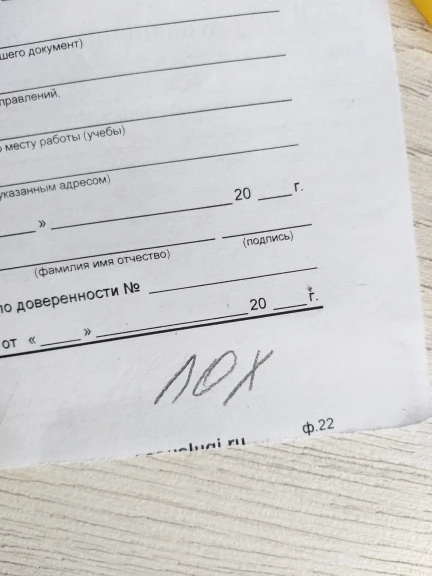 шего документ)
правлений.
месту работы (учебы)
указанным адресом)
» 20 г.
(фамилия имя отчество) (подпись)
по доверенности №
от « » 20 г.
лох
ф.22